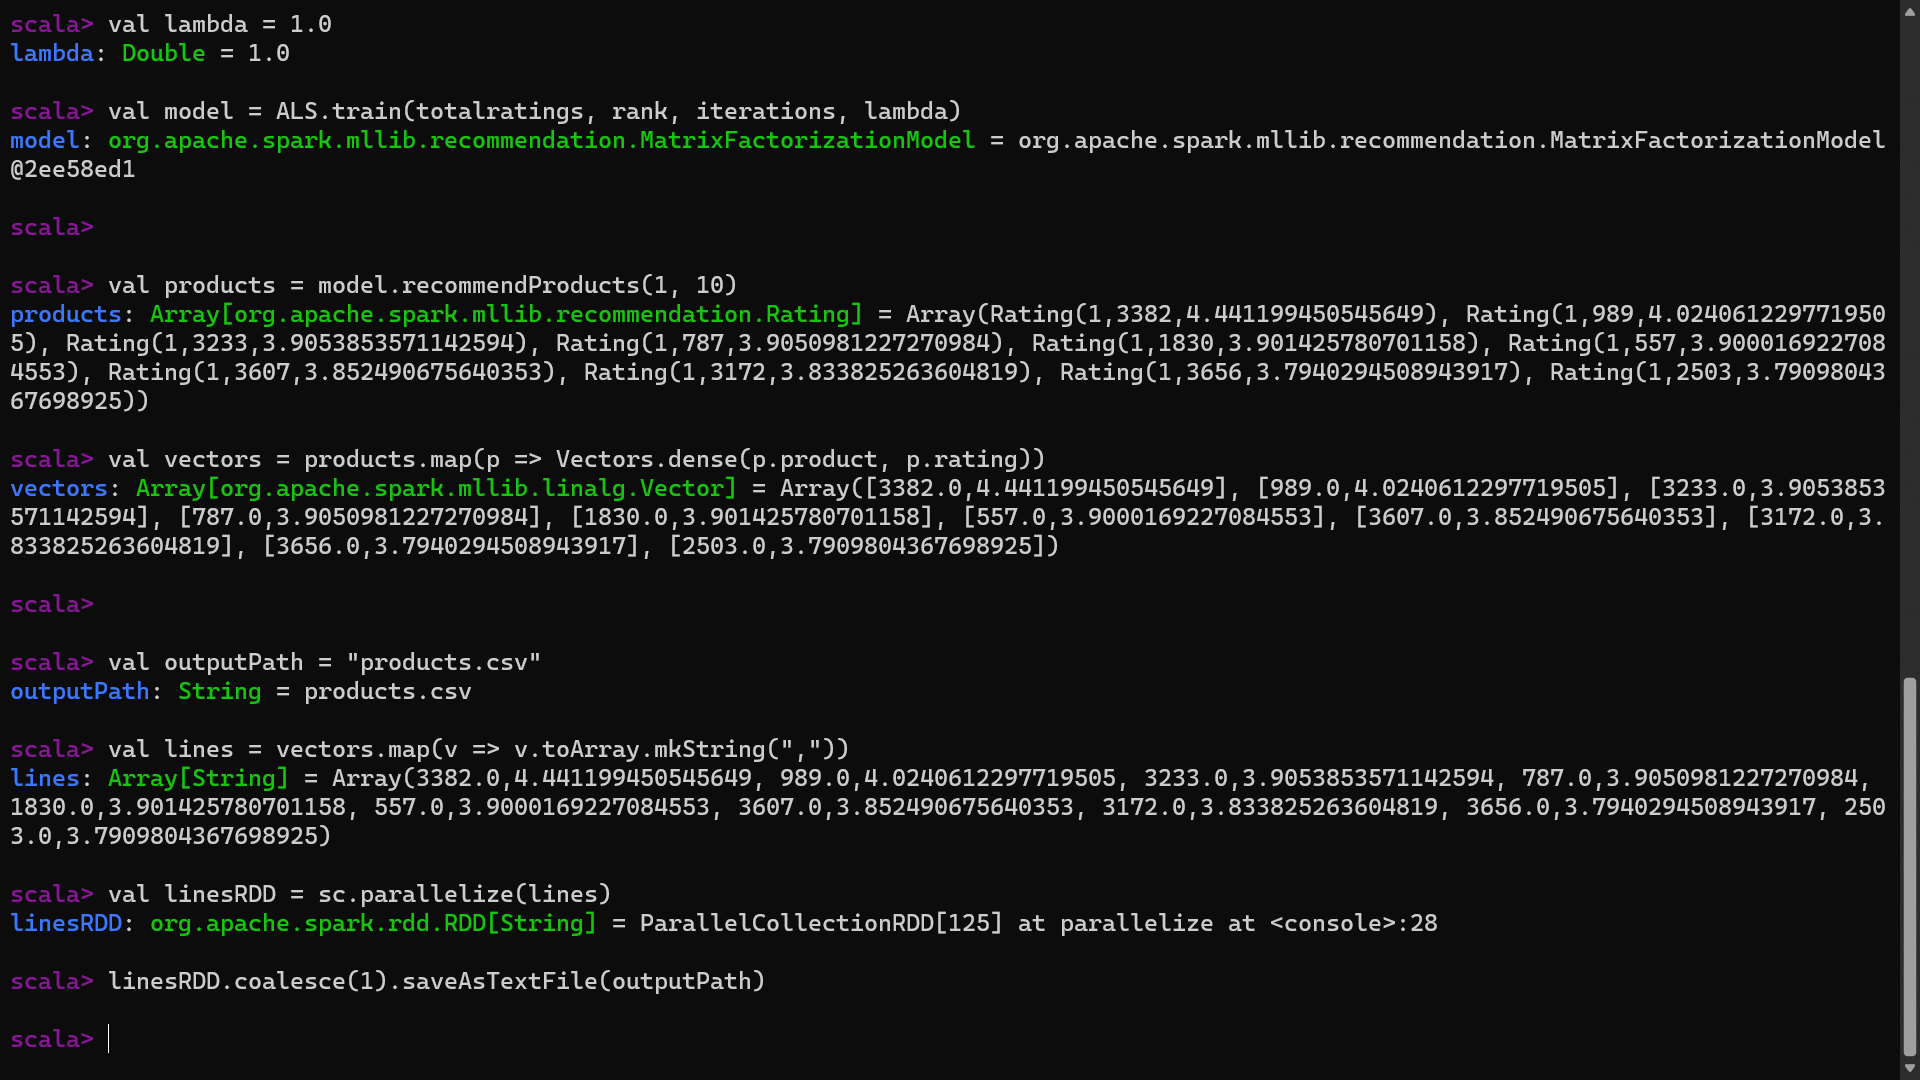 scala> val lambda = 1.0
lambda: Double = 1.0
scala> val model = ALS.train(totalratings, rank, iterations, lambda)
model: org.apache.spark.mllib.recommendation.MatrixFactorizationModel = org.apache.spark.mllib.recommendation.MatrixFactorizationModel
@2ee58ed1
scala>
scala> val products = model.recommendProducts(1, 10)
products: Array[org.apache.spark.mllib.recommendation.Rating] = Array(Rating(1,3382,4.441199450545649), Rating(1,989,4.024061229771950
5), Rating(1,3233,3.9053853571142594), Rating(1,787,3.9050981227270984), Rating(1,1830,3.901425780701158), Rating(1,557,3.900016922708
4553), Rating(1,3607,3.852490675640353), Rating(1,3172,3.833825263604819), Rating(1,3656,3.7940294508943917), Rating(1,2503,3.79098043
67698925))
scala> val vectors = products.map(p => Vectors.dense(p.product, p.rating))
vectors: Array[org.apache.spark.mllib.linalg.Vector] = Array([3382.0,4.441199450545649], [989.0,4.0240612297719505], [3233.0,3.9053853
571142594], [787.0,3.9050981227270984], [1830.0,3.901425780701158], [557.0,3.9000169227084553], [3607.0,3.852490675640353], [3172.0,3.
833825263604819], [3656.0,3.7940294508943917], [2503.0,3.7909804367698925])
scala>
scala> val outputPath = "products.csv"
outputPath: String = products.csv
scala> val lines = vectors.map(v => v.toArray.mkString(","))
lines: Array[String] = Array(3382.0,4.441199450545649, 989.0,4.0240612297719505, 3233.0,3.9053853571142594, 787.0,3.9050981227270984,
1830.0,3.901425780701158, 557.0,3.9000169227084553, 3607.0,3.852490675640353, 3172.0,3.833825263604819, 3656.0,3.7940294508943917, 250
3.0,3.7909804367698925)
scala> val linesRDD = sc.parallelize(lines)
linesRDD: org.apache.spark.rdd.RDD[String] = ParallelCollectionRDD[125] at parallelize at <console>:28
scala> linesRDD.coalesce(1).saveAsTextFile(outputPath)
scala>